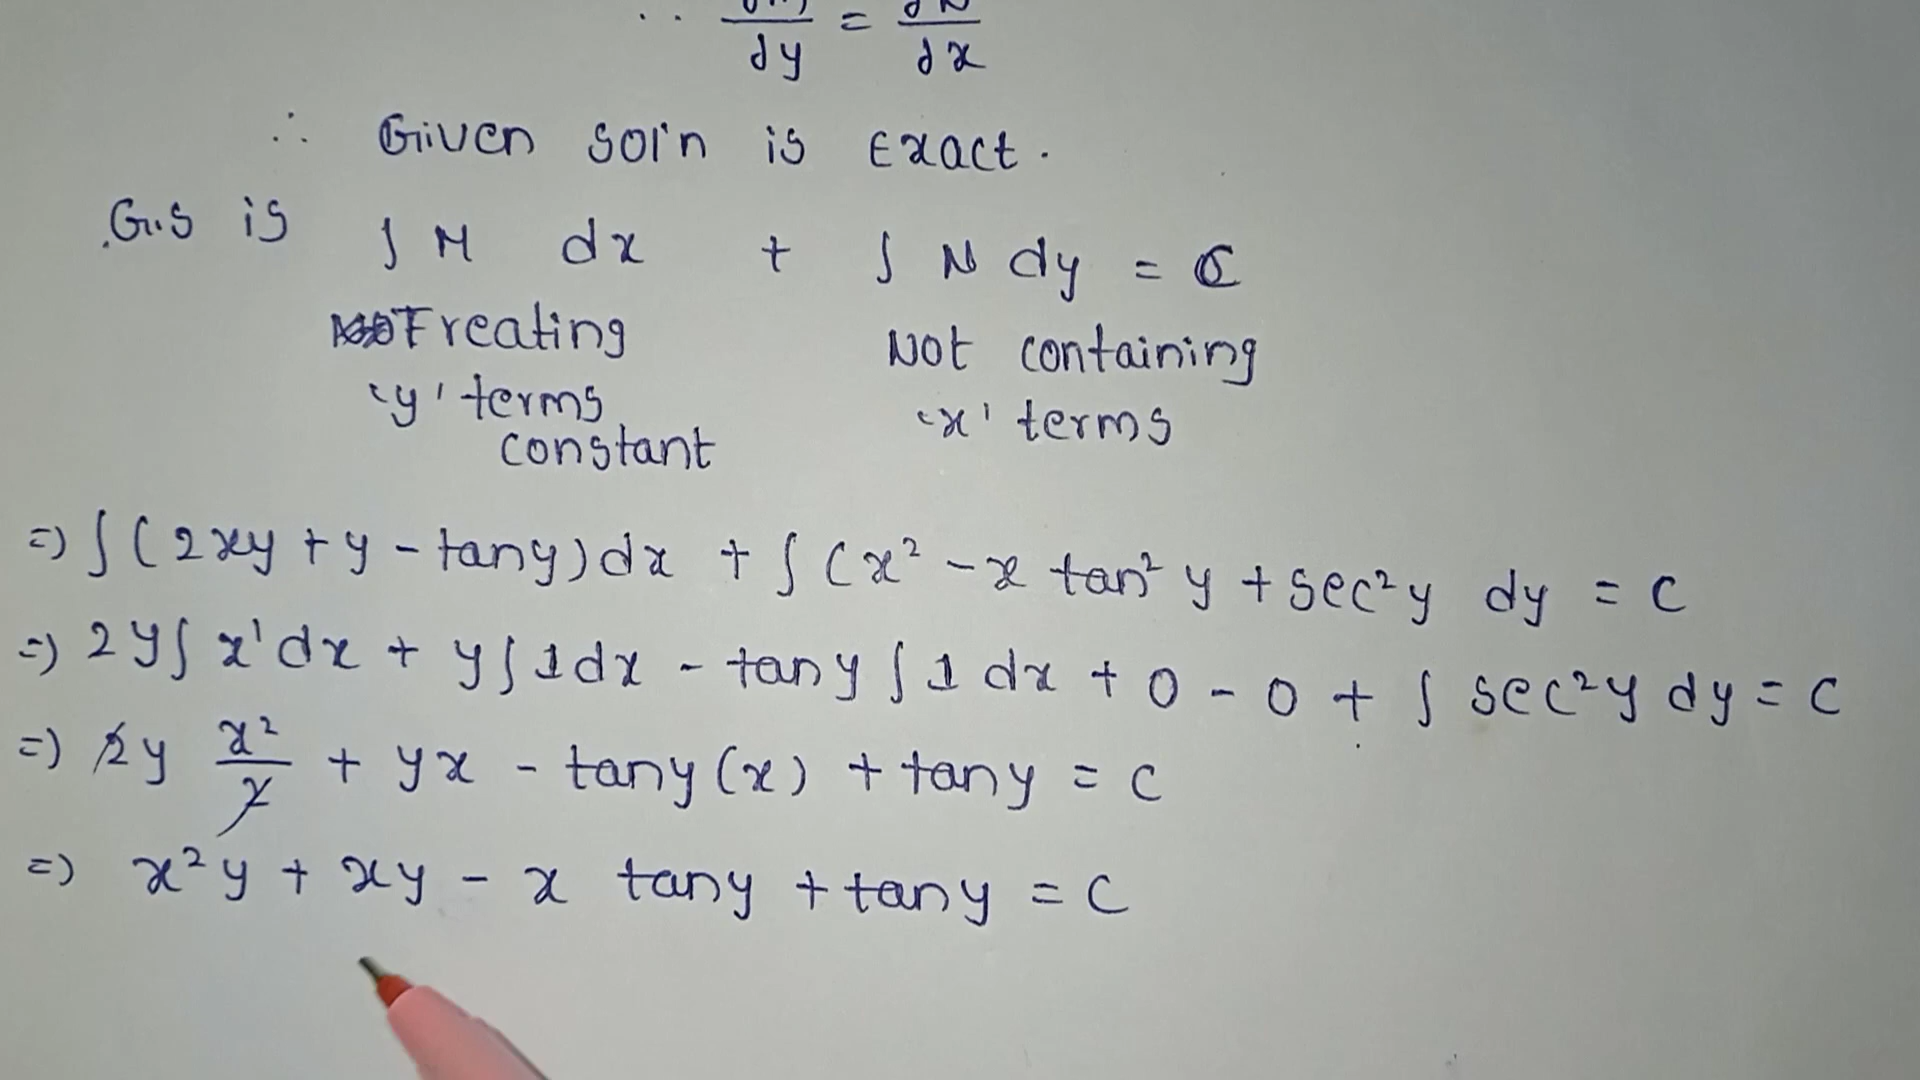 ∴ ∂M/∂y = ∂N/∂x
∴ Given sol'n is Exact.
G.S is ∫ M dx + ∫ N dy = C
Treating Not containing
'y' terms 'x' terms
constant
=) ∫ (2xy + y - tany) dx + ∫ (x² - x tan² y + sec²y dy = C
=) 2y∫ x¹dx + y∫1dx - tany ∫1 dx + 0 - 0 + ∫ sec²y dy = C
=) 2y x²/2 + yx - tany (x) + tany = C
=) x²y + xy - x tany + tany = C